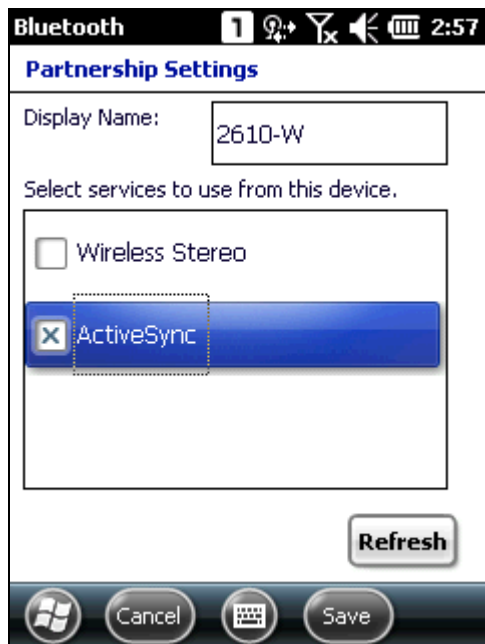 Bluetooth 1 2:57
Partnership Settings
Display Name: 2610-W
Select services to use from this device.
Wireless Stereo
ActiveSync
Refresh
Cancel Save